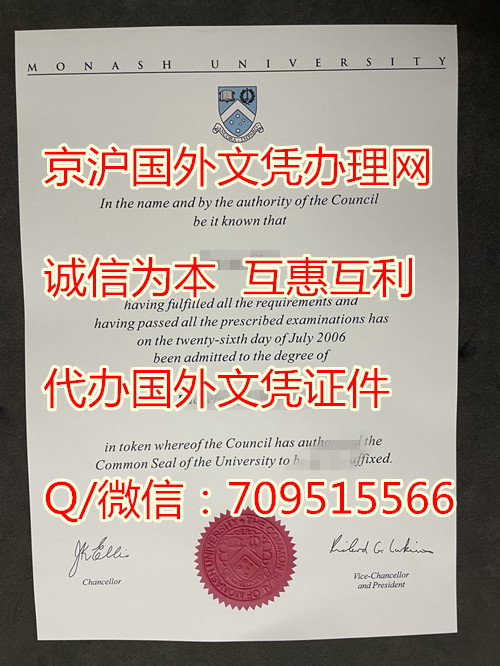 MONASH UNIVERSITY
京沪国外文凭办理网
In the name and by the authority of the Council
be it known that
诚信为本 互惠互利
having fulfilled all the requirements and
having passed all the prescribed examinations has
on the twenty-sixth day of July 2006
been admitted to the degree of
代办国外文凭证件
in token whereof the Council has the
Common Seal of the University to be affixed.
Q/微信：709515566
Chancellor
Vice-Chancellor
and President